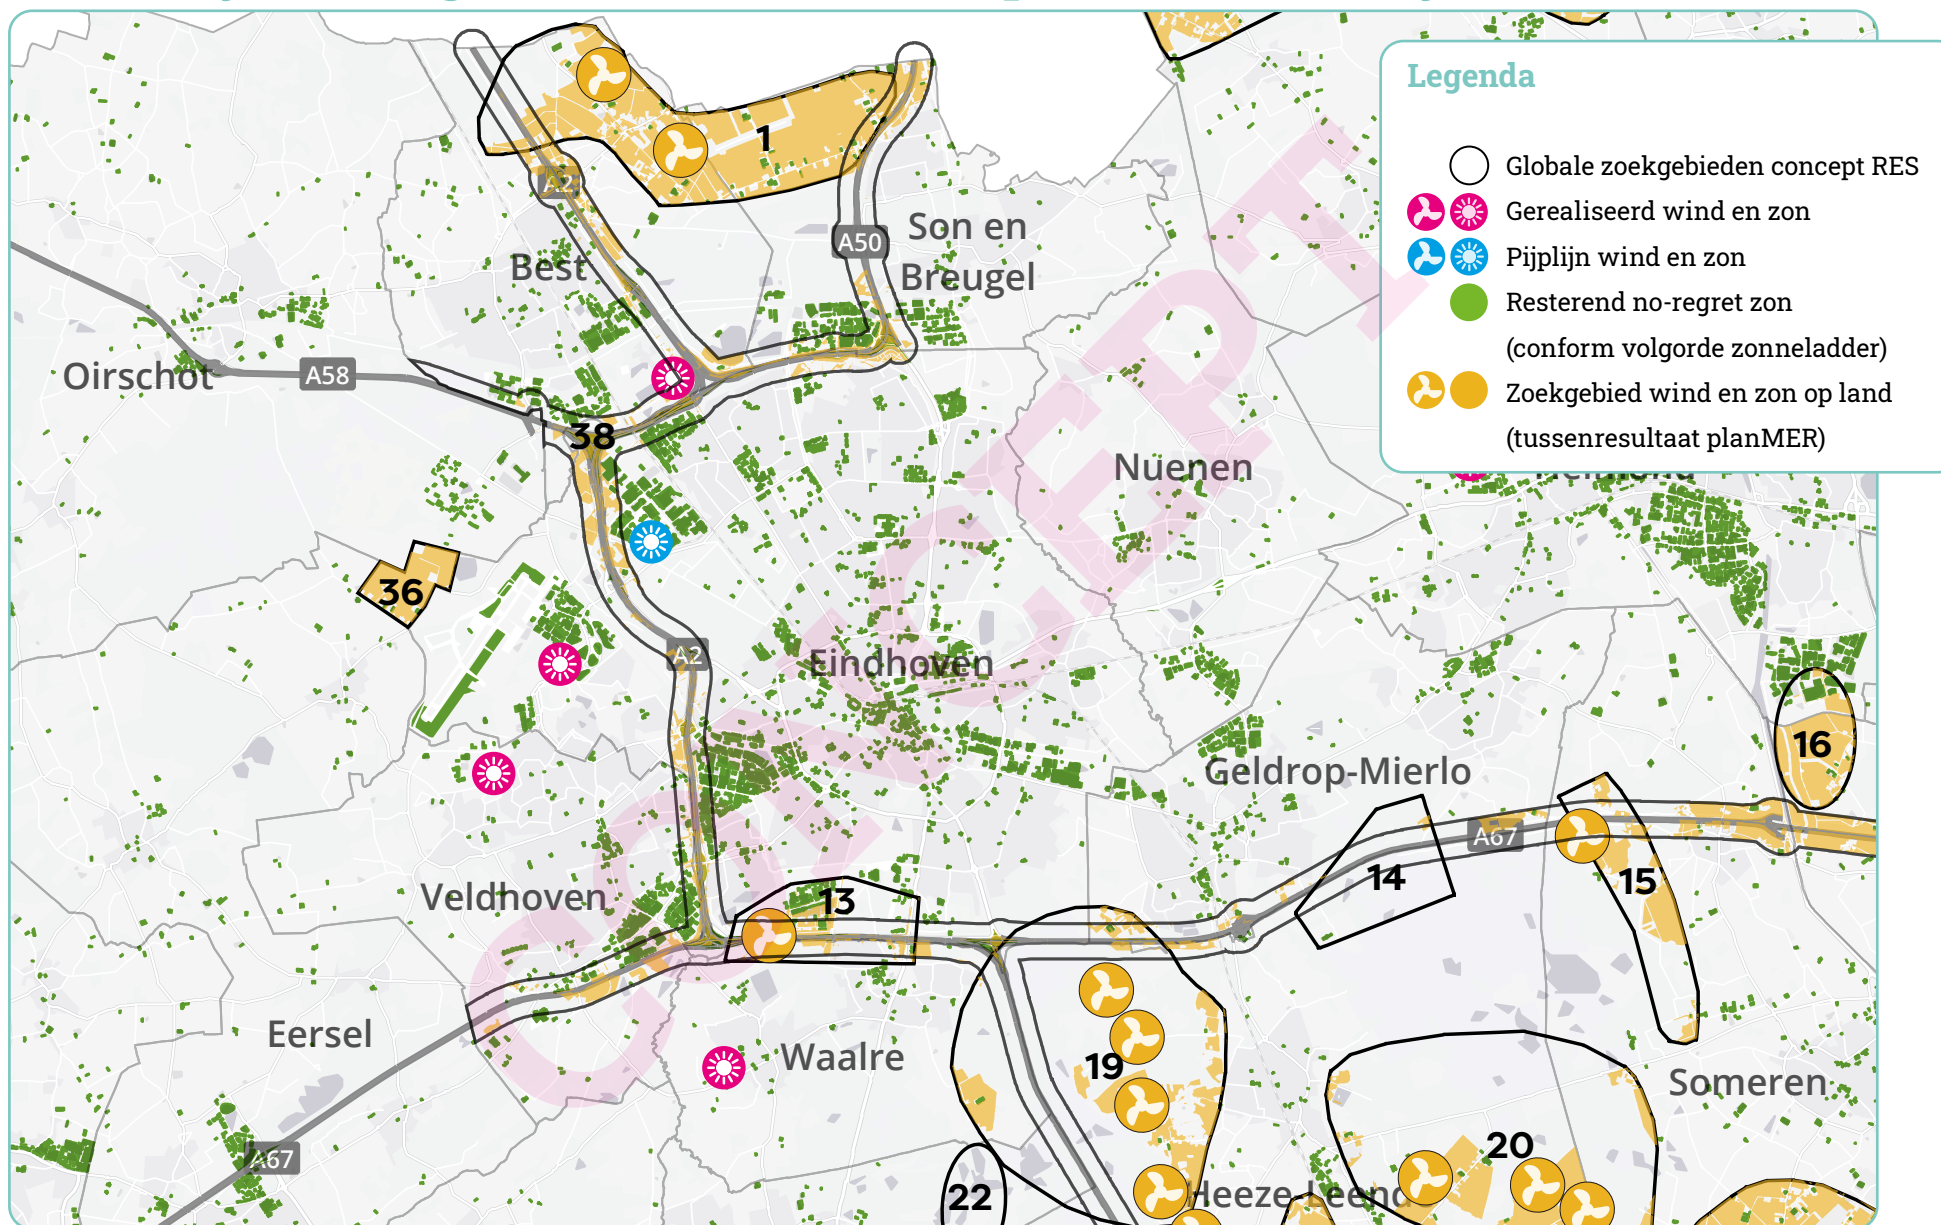 Legenda
Globale zoekgebieden concept RES
Gerealiseerd wind en zon
Pijplijn wind en zon
Resterend no-regret zon
(conform volgorde zonneladder)
Zoekgebied wind en zon op land
(tussenresultaat planMER)
1
A2
A50
Son en
Breugel
Best
Oirschot
A58
38
Nuenen
36
A2
Eindhoven
16
Geldrop-Mierlo
A67
14
15
Veldhoven
13
Eersel
Waalre
19
Someren
20
A67
22
Heeze-Leend
CONCEPT